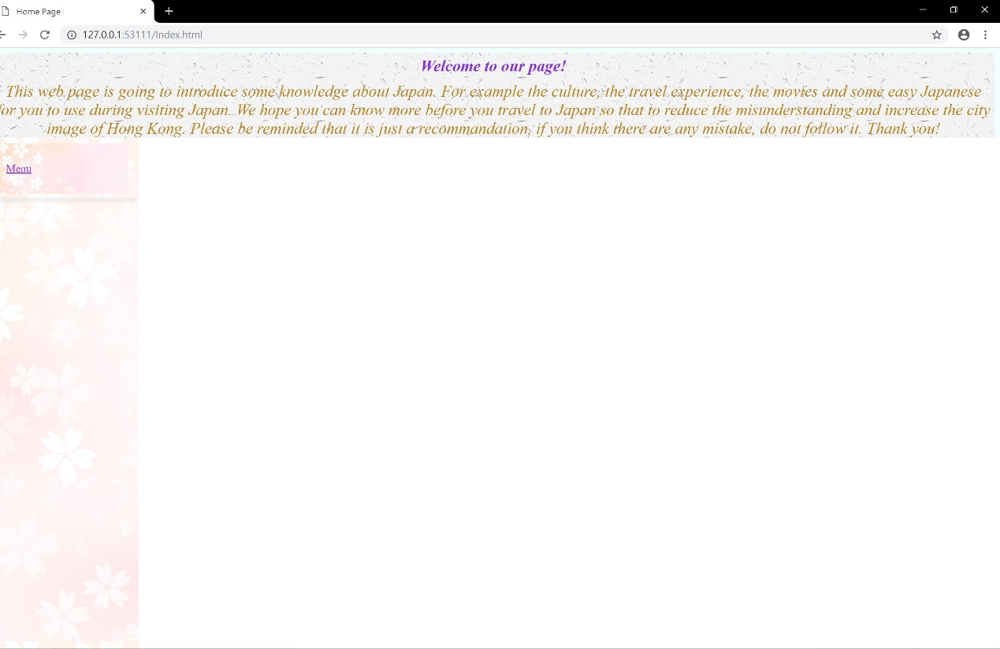 Home Page
127.0.0.1:53111/Index.html
Welcome to our page!
This web page is going to introduce some knowledge about Japan. For example the culture, the travel experience, the movies and some easy Japanese
for you to use during visiting Japan. We hope you can know more before you travel to Japan so that to reduce the misunderstanding and increase the city
image of Hong Kong. Please be reminded that it is just a recommandation, if you think there are any mistake, do not follow it. Thank you!
Menu